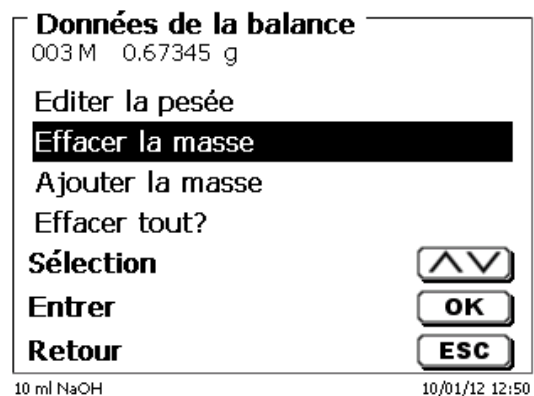 Données de la balance
003 M 0.67345 g
Editer la pesée
Effacer la masse
Ajouter la masse
Effacer tout?
Sélection
Entrer OK
Retour ESC
10 ml NaOH 10/01/12 12:50